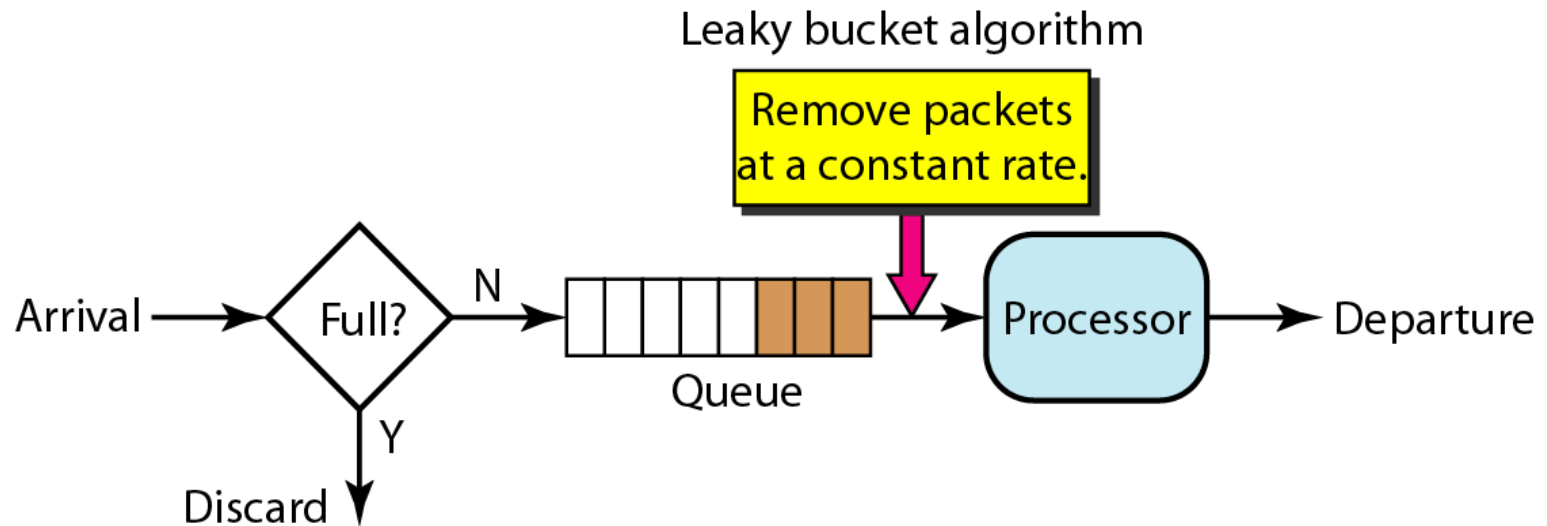 Leaky bucket algorithm
Remove packets
at a constant rate.
Arrival
Full?
N
Queue
Processor
Departure
Y
Discard